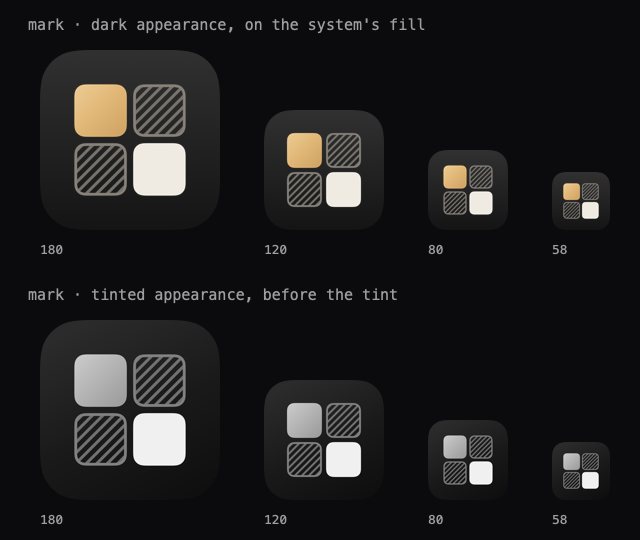 mark · dark appearance, on the system's fill
180 120 80 58
mark · tinted appearance, before the tint
180 120 80 58